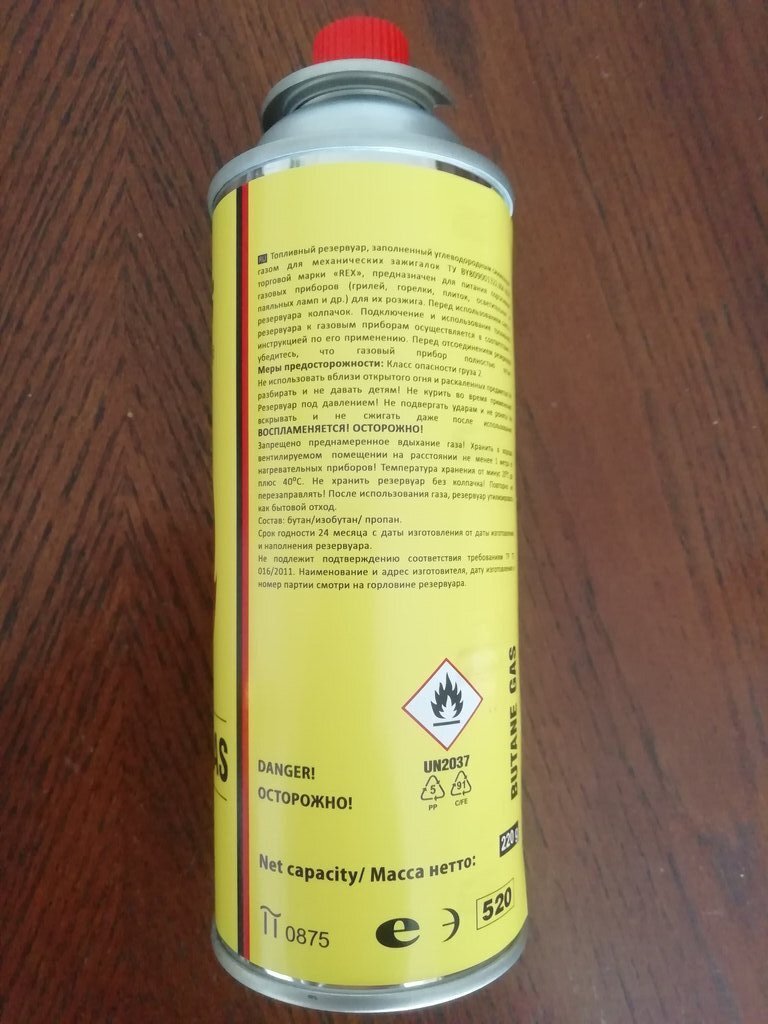 RU Топливный резервуар, заполненный углеводородным
газом для механических зажигалок ТУ
торговой марки «REX», предназначен для питания
газовых приборов (грилей, горелки, плиток,
паяльных ламп и др.) для их розжига. Перед использованием
резервуара колпачок. Подключение и использование
резервуара к газовым приборам осуществляется в
инструкцией по его применению. Перед отсоединением
убедитесь, что газовый прибор полностью
Меры предосторожности: Класс опасности груза 2.
Не использовать вблизи открытого огня и раскаленных
разбирать и не давать детям! Не курить во время
Резервуар под давлением! Не подвергать ударам и не
вскрывать и не сжигать даже после
ВОСПЛАМЕНЯЕТСЯ! ОСТОРОЖНО!
Запрещено преднамеренное вдыхание газа! Хранить в
вентилируемом помещении на расстоянии не менее 1
нагревательных приборов! Температура хранения от минус
плюс 40⁰С. Не хранить резервуар без колпачка!
перезаправлять! После использования газа, резервуар
как бытовой отход.
Состав: бутан/изобутан/ пропан.
Срок годности 24 месяца с даты изготовления от даты
и наполнения резервуара.
Не подлежит подтверждению соответствия требованиям ТР
016/2011. Наименование и адрес изготовителя, дату
номер партии смотри на горловине резервуара.
BUTANE GAS
AS
UN2037
DANGER!
ОСТОРОЖНО!
5 91
PP C/FE
220 g
Net capacity/ Масса нетто:
π 0875 e 520